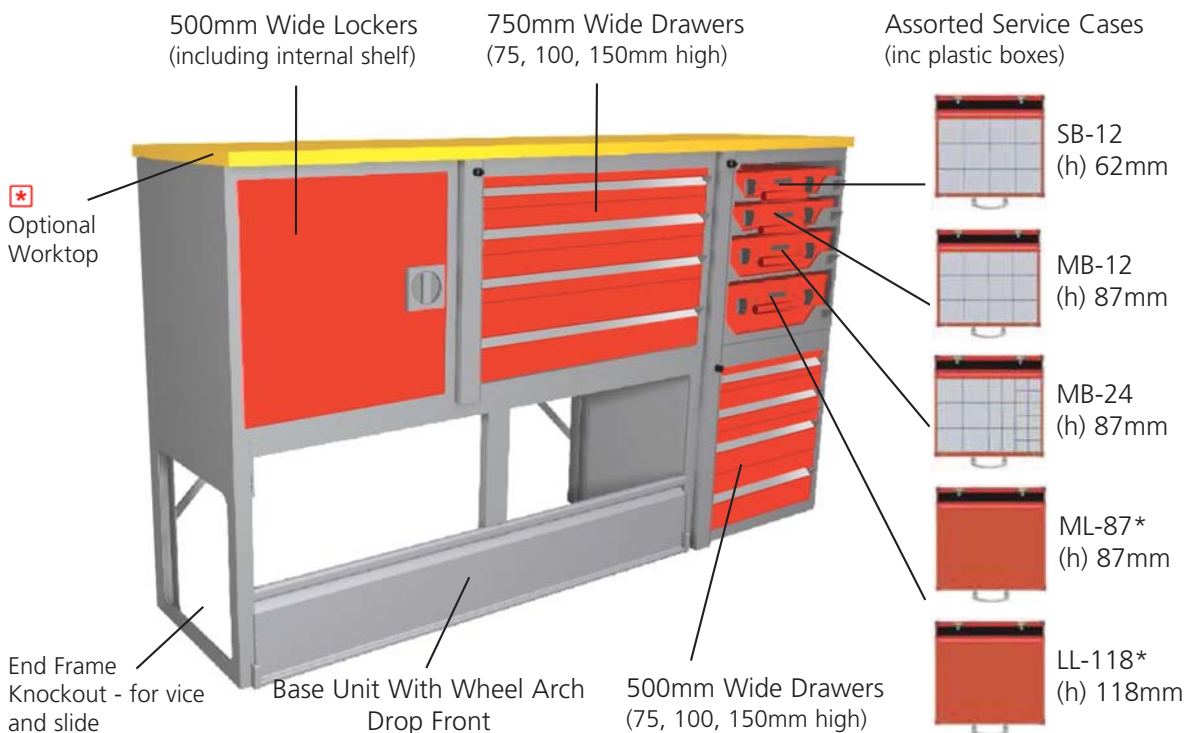 500mm Wide Lockers
(including internal shelf)
750mm Wide Drawers
(75, 100, 150mm high)
Assorted Service Cases
(inc plastic boxes)
SB-12
(h) 62mm
*
Optional
Worktop
MB-12
(h) 87mm
MB-24
(h) 87mm
ML-87*
(h) 87mm
LL-118*
(h) 118mm
End Frame
Knockout - for vice
and slide
Base Unit With Wheel Arch
Drop Front
500mm Wide Drawers
(75, 100, 150mm high)